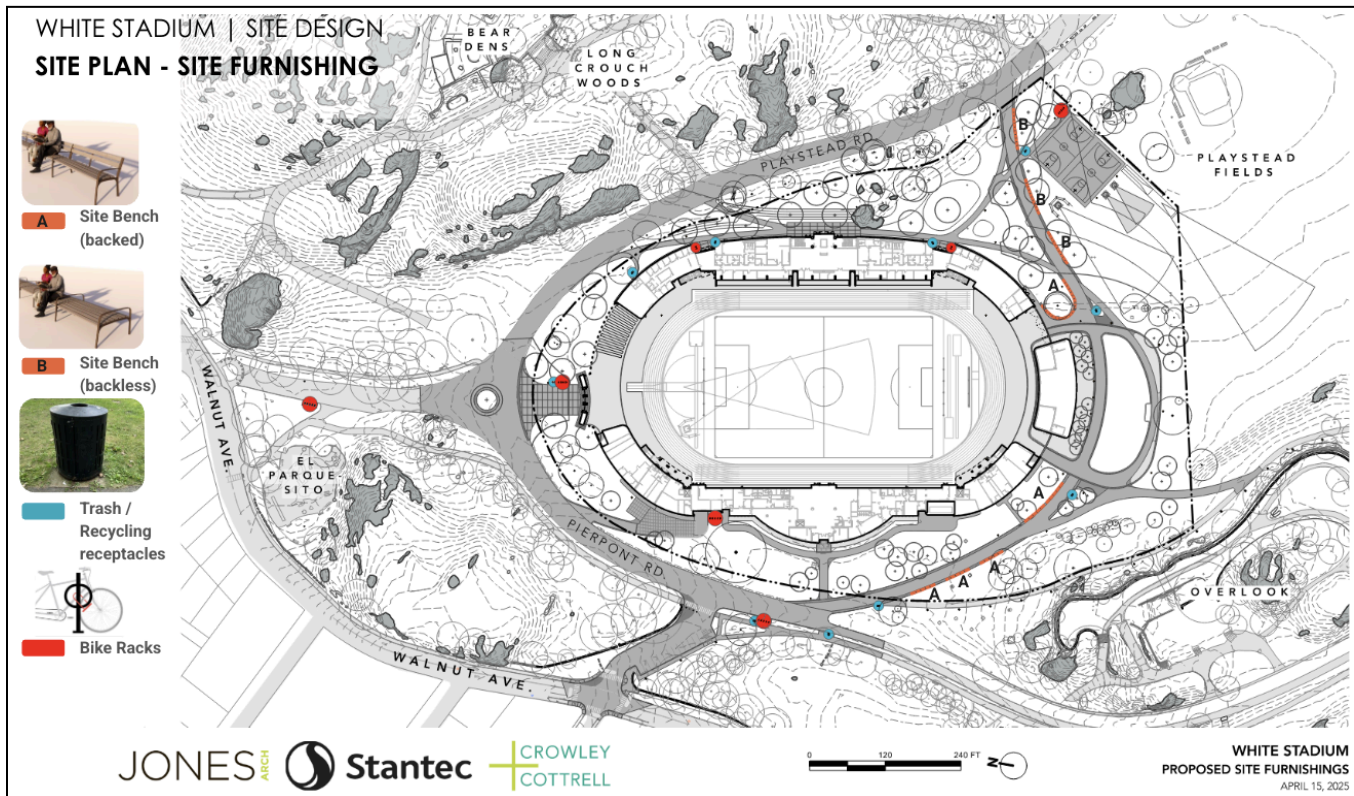 WHITE STADIUM | SITE DESIGN
SITE PLAN - SITE FURNISHING
BEAR
DENS
LONG
CROUCH
WOODS
PLAYSTEAD RD.
PLAYSTEAD
FIELDS
A
Site Bench
(backed)
B
Site Bench
(backless)
Trash /
Recycling
receptacles
Bike Racks
B
B
B
A
A
A
A
A
WALNUT AVE.
EL
PARQUE-
SITO
PIERPONT RD.
OVERLOOK
WALNUT AVE.
JONES
ARCH
Stantec
CROWLEY
COTTRELL
0 120 240 FT
N
WHITE STADIUM
PROPOSED SITE FURNISHINGS
APRIL 15, 2025